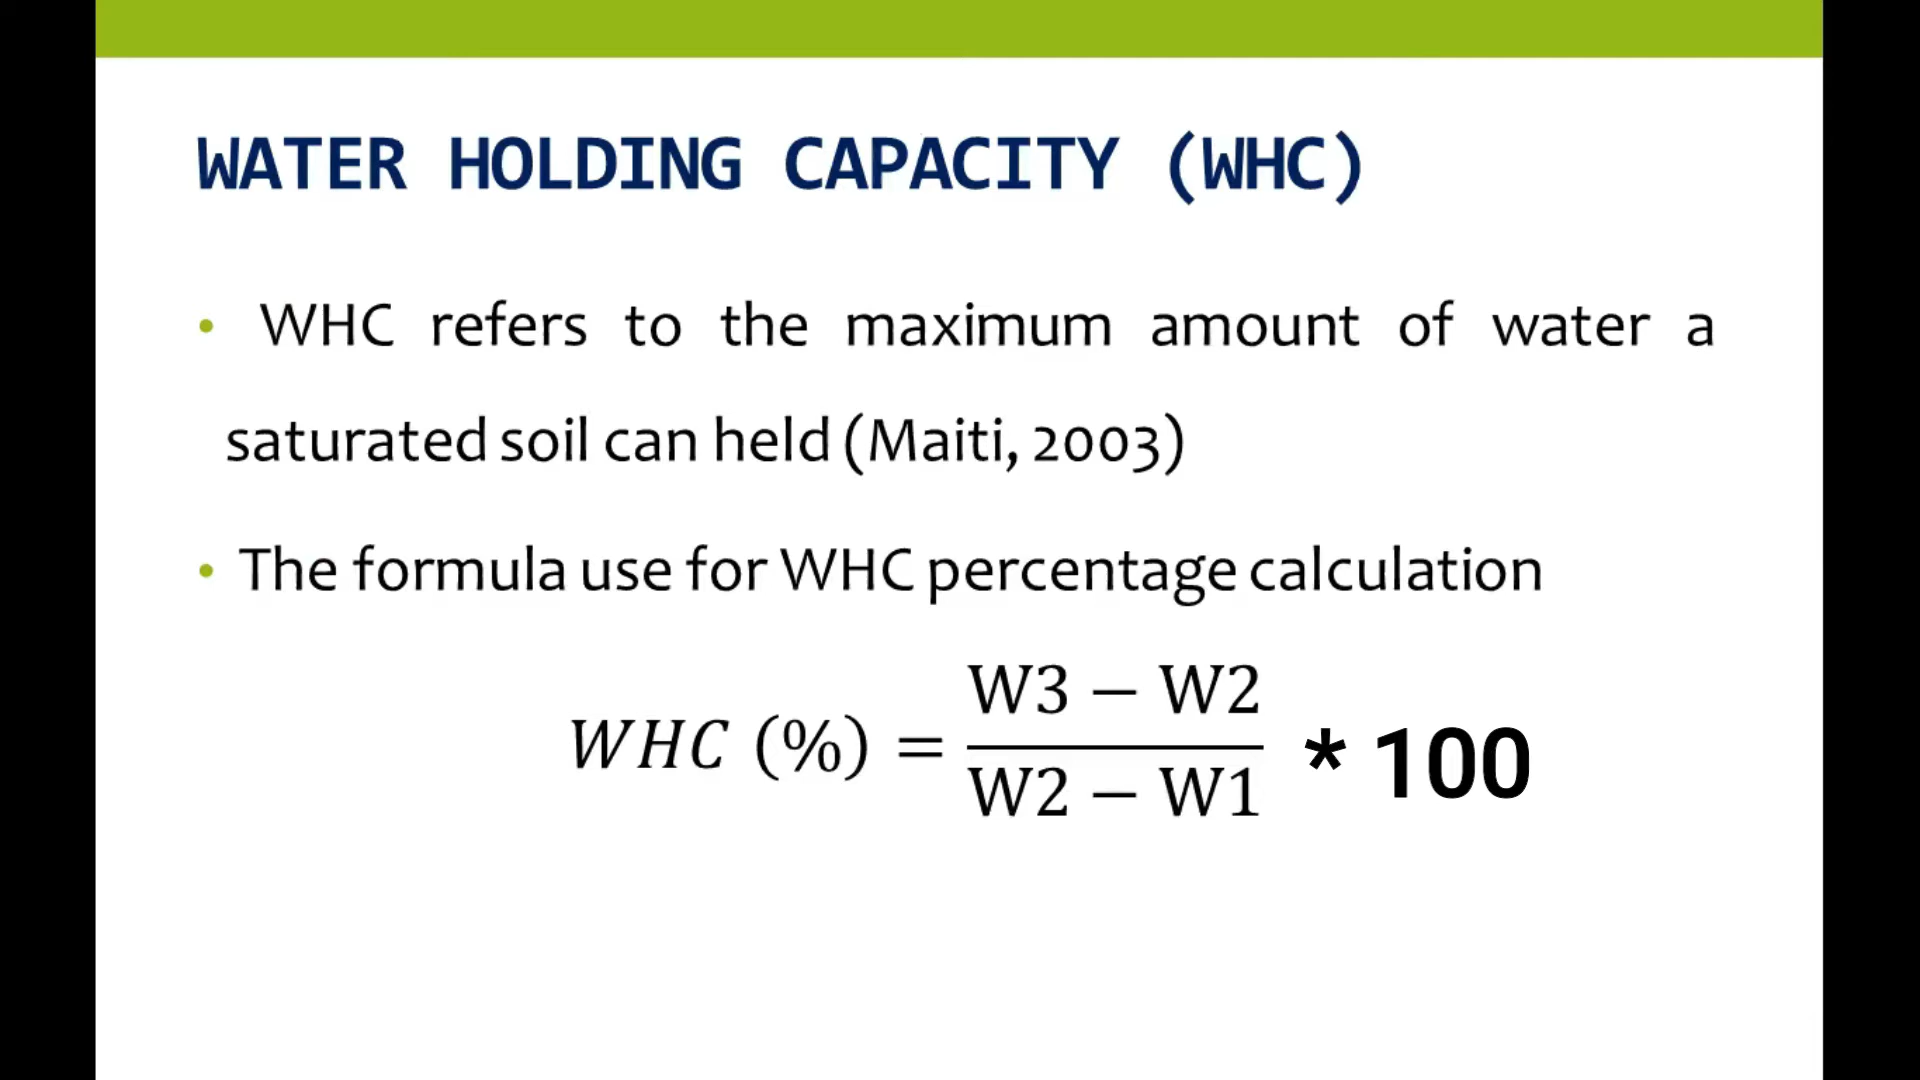 WATER HOLDING CAPACITY (WHC)
• WHC refers to the maximum amount of water a
saturated soil can held (Maiti, 2003)
• The formula use for WHC percentage calculation
WHC (%) = W3 − W2 / W2 − W1 * 100